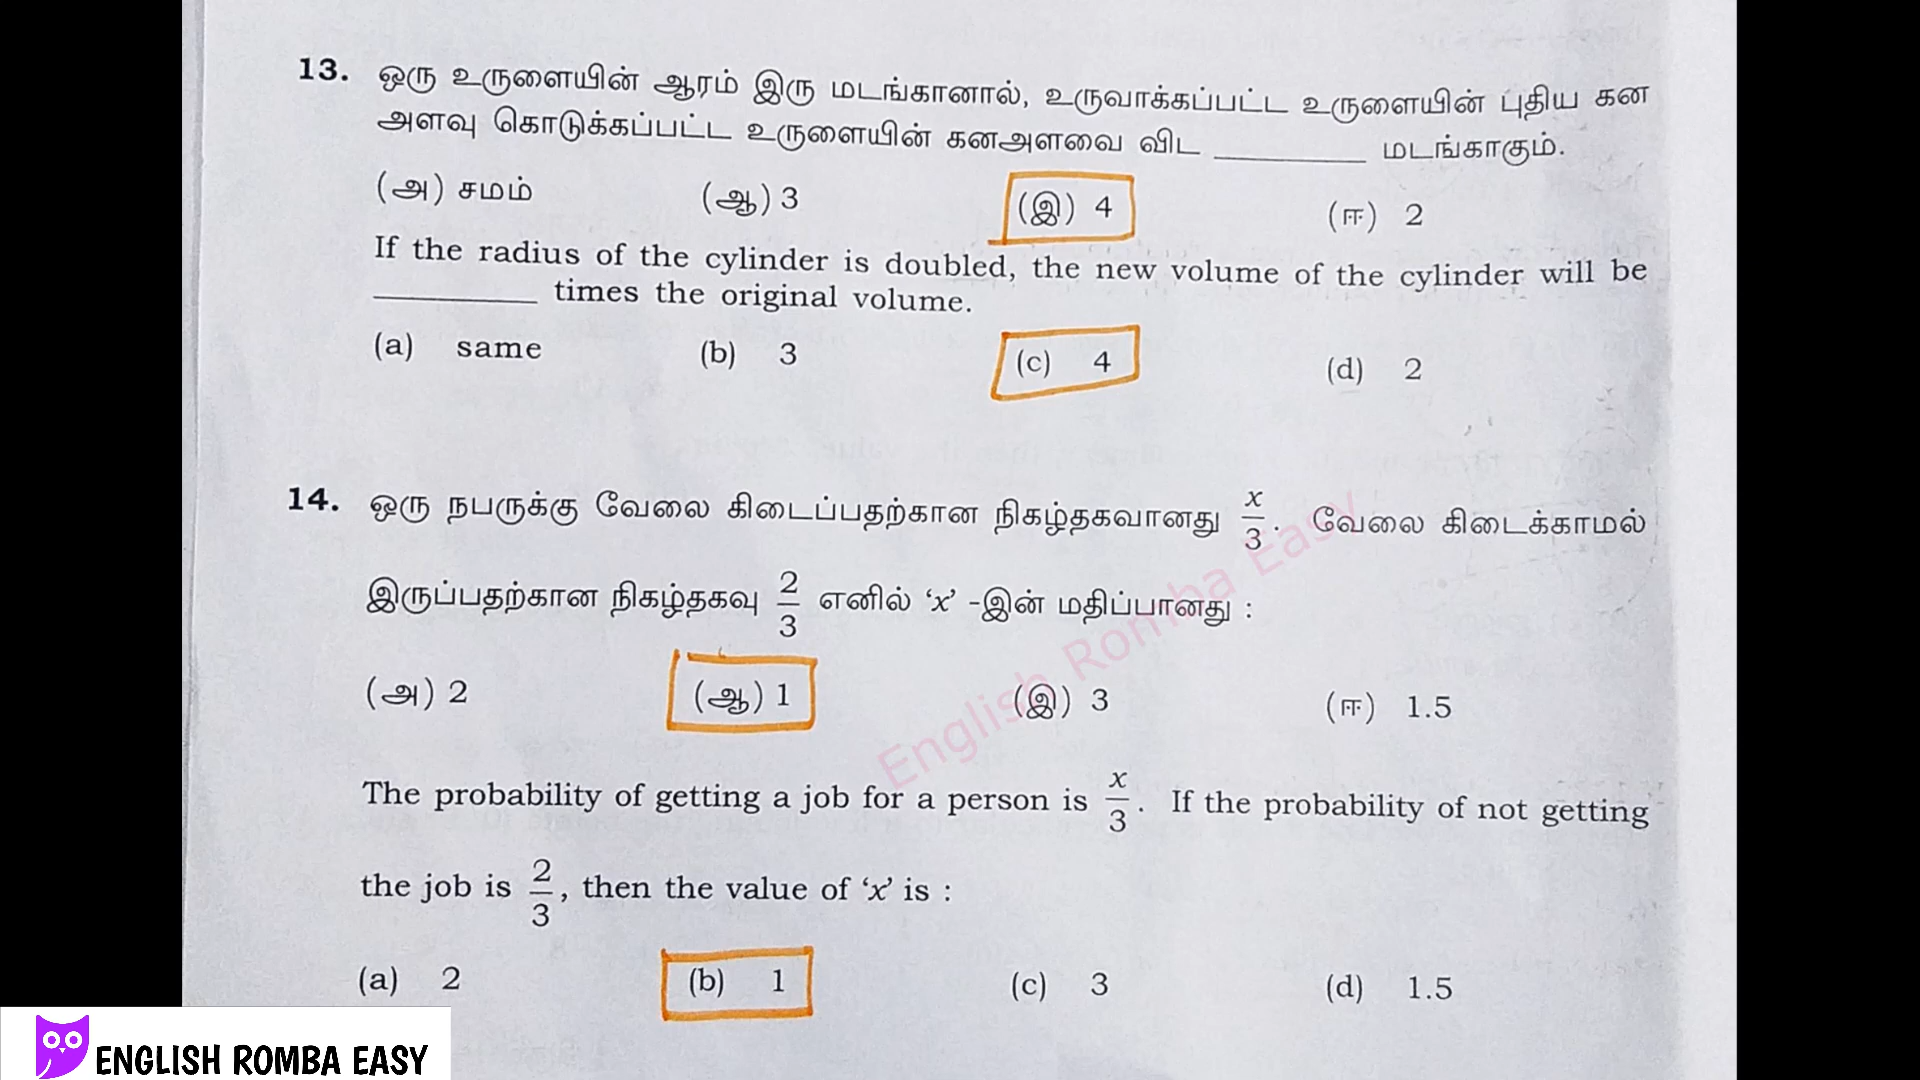 13. ஒரு உருளையின் ஆரம் இரு மடங்கானால், உருவாக்கப்பட்ட உருளையின் புதிய கன
அளவு கொடுக்கப்பட்ட உருளையின் கனஅளவை விட ________ மடங்காகும்.
(அ) சமம் (ஆ) 3 (இ) 4 (ஈ) 2
If the radius of the cylinder is doubled, the new volume of the cylinder will be
________ times the original volume.
(a) same (b) 3 (c) 4 (d) 2
14. ஒரு நபருக்கு வேலை கிடைப்பதற்கான நிகழ்தகவானது x/3. வேலை கிடைக்காமல்
இருப்பதற்கான நிகழ்தகவு 2/3 எனில் ‘x’ -இன் மதிப்பானது :
(அ) 2 (ஆ) 1 (இ) 3 (ஈ) 1.5
English Romba Easy
The probability of getting a job for a person is x/3. If the probability of not getting
the job is 2/3, then the value of ‘x’ is :
(a) 2 (b) 1 (c) 3 (d) 1.5
ENGLISH ROMBA EASY